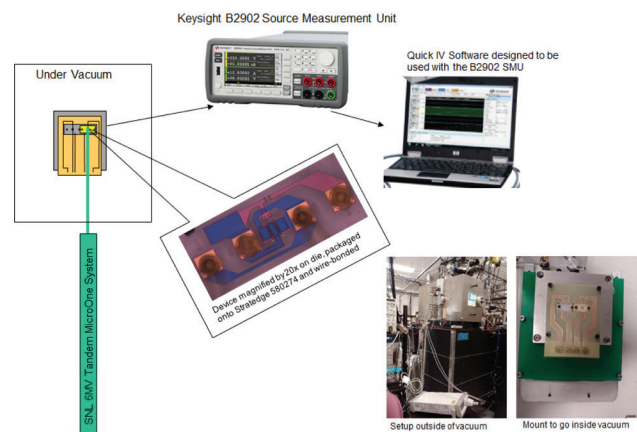 Keysight B2902 Source Measurement Unit
Quick IV Software designed to be
used with the B2902 SMU
Under Vacuum
Device magnified by 20x on die, packaged
onto Stratedge 580274 and wire-bonded
SNL 6MV Tandem MicroOne System
Setup outside of vacuum
Mount to go inside vacuum